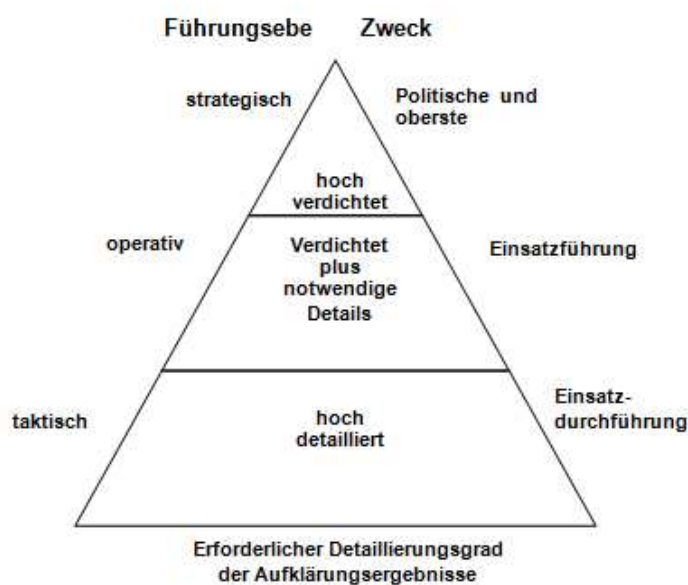 Führungsebe Zweck
strategisch
Politische und
oberste
hoch
verdichtet
operativ
Verdichtet
plus
notwendige
Details
Einsatzführung
taktisch
hoch
detailliert
Einsatz-
durchführung
Erforderlicher Detaillierungsgrad
der Aufklärungsergebnisse